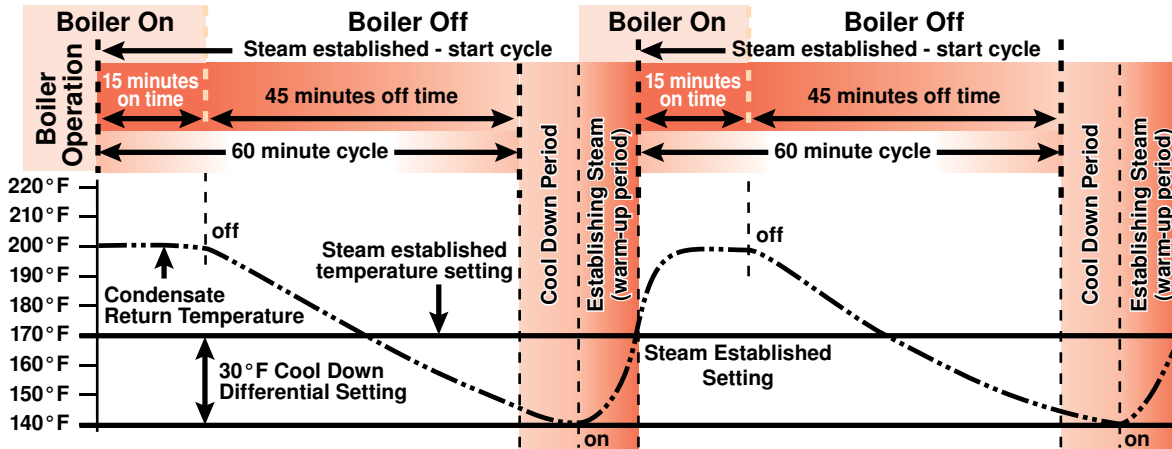 Boiler On
Boiler Off
Boiler On
Boiler Off
Steam established - start cycle
Steam established - start cycle
Boiler
Operation
15 minutes
on time
45 minutes off time
15 minutes
on time
45 minutes off time
60 minute cycle
60 minute cycle
Cool Down Period
Establishing Steam
(warm-up period)
Cool Down Period
Establishing Steam
(warm-up period)
220°F
210°F
200°F
190°F
180°F
170°F
160°F
150°F
140°F
off
off
Steam established
temperature setting
Condensate
Return Temperature
30°F Cool Down
Differential Setting
Steam Established
Setting
on
on